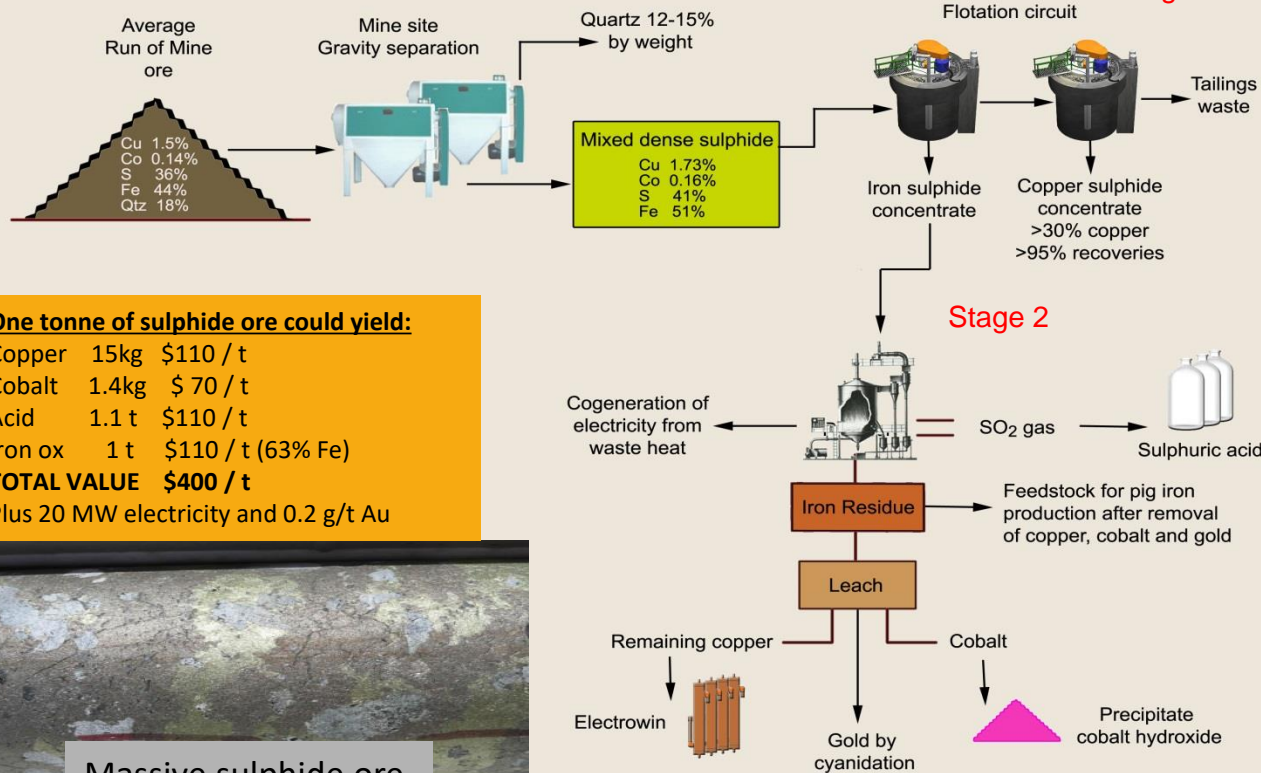 Average
Run of Mine
ore
Cu 1.5%
Co 0.14%
S 36%
Fe 44%
Qtz 18%
Mine site
Gravity separation
Quartz 12-15%
by weight
Mixed dense sulphide
Cu 1.73%
Co 0.16%
S 41%
Fe 51%
Flotation circuit
Tailings
waste
Iron sulphide
concentrate
Copper sulphide
concentrate
>30% copper
>95% recoveries
One tonne of sulphide ore could yield:
Copper 15kg $110 / t
Cobalt 1.4kg $ 70 / t
Acid 1.1 t $110 / t
Iron ox 1 t $110 / t (63% Fe)
TOTAL VALUE $400 / t
Plus 20 MW electricity and 0.2 g/t Au
Massive sulphide ore
Stage 2
Cogeneration of
electricity from
waste heat
SO₂ gas
Sulphuric acid
Iron Residue
Feedstock for pig iron
production after removal
of copper, cobalt and gold
Leach
Remaining copper
Cobalt
Electrowin
Gold by
cyanidation
Precipitate
cobalt hydroxide